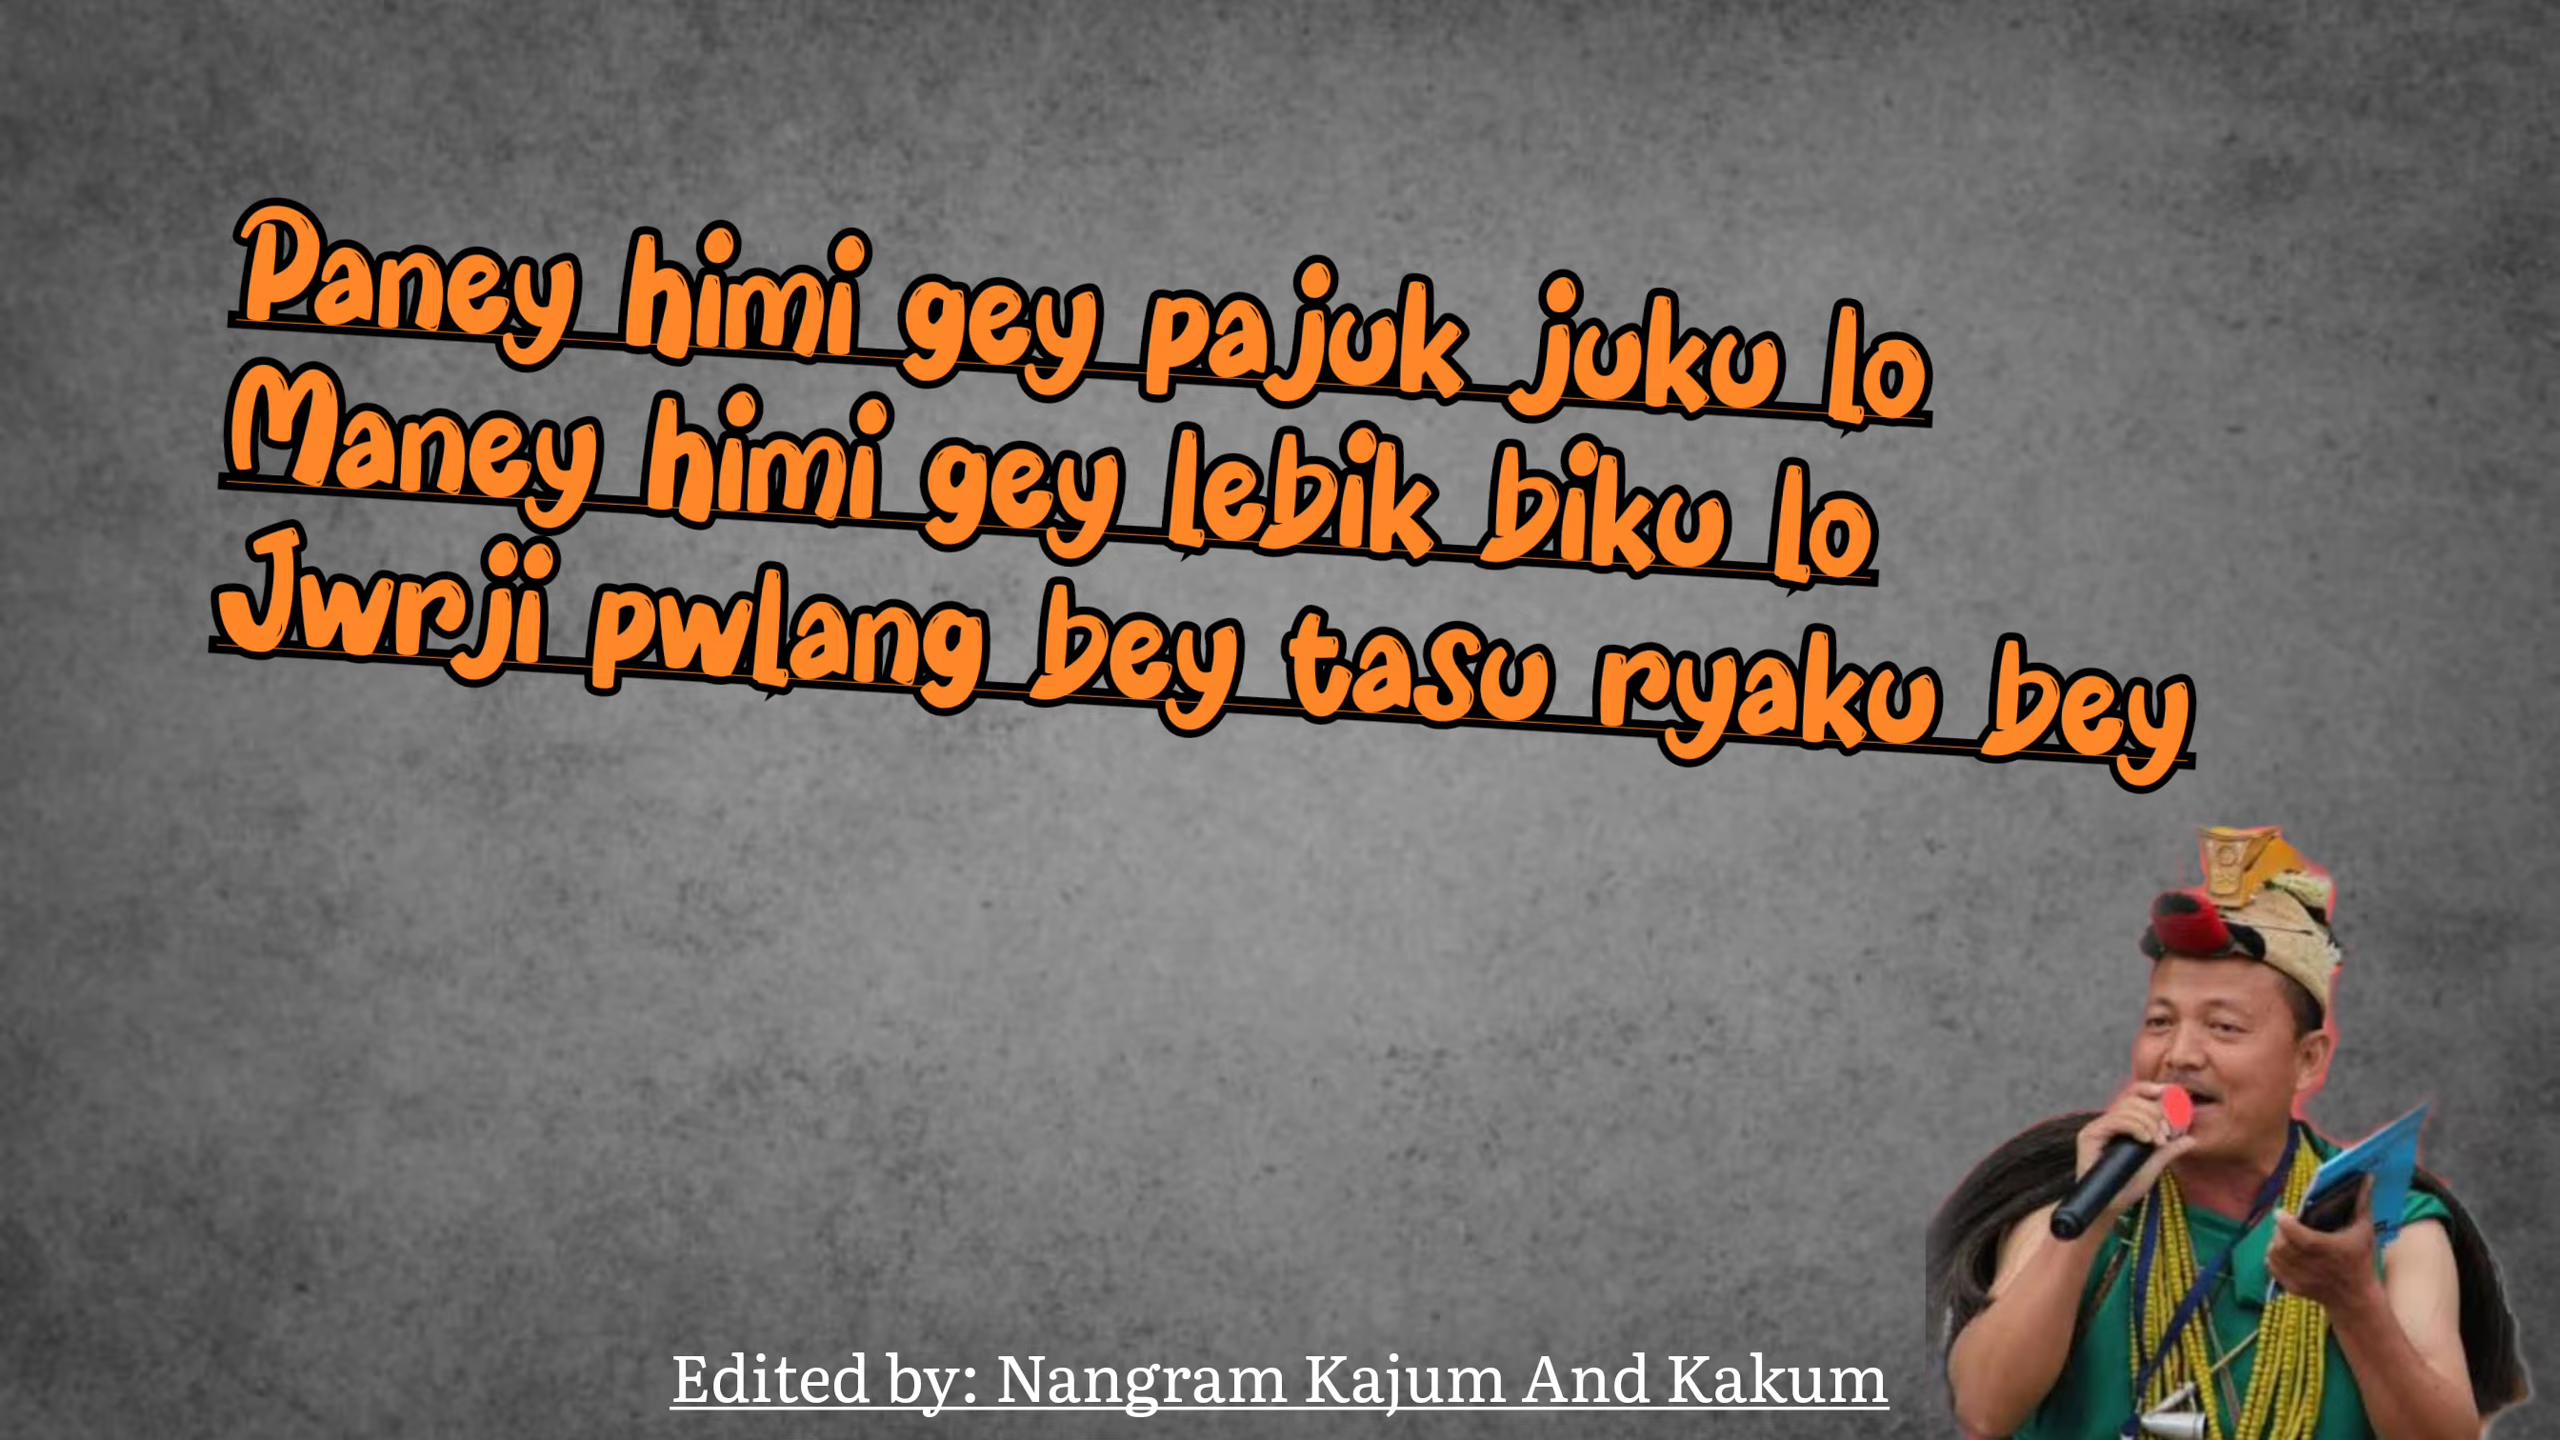 Paney himi gey pajuk juku lo
Maney himi gey lebik biku lo
Jwrji pwlang bey tasu ryaku bey
Edited by: Nangram Kajum And Kakum